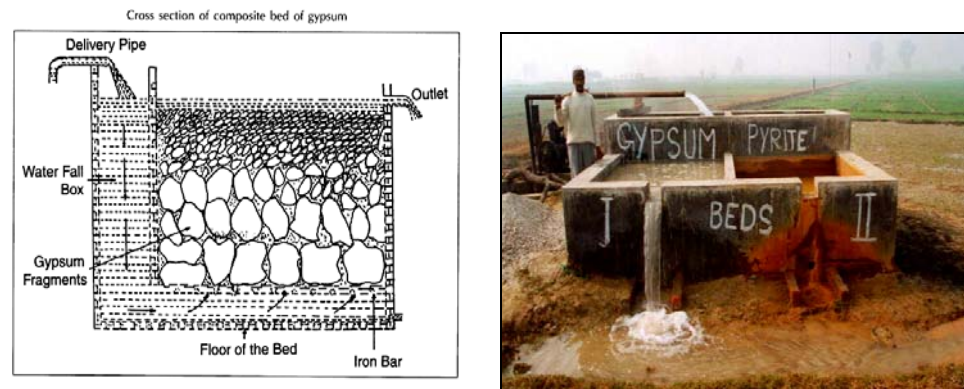 Cross section of composite bed of gypsum
Delivery Pipe
Outlet
Water Fall
Box
Gypsum
Fragments
Floor of the Bed
Iron Bar
GYPSUM PYRITE!
I BEDS II